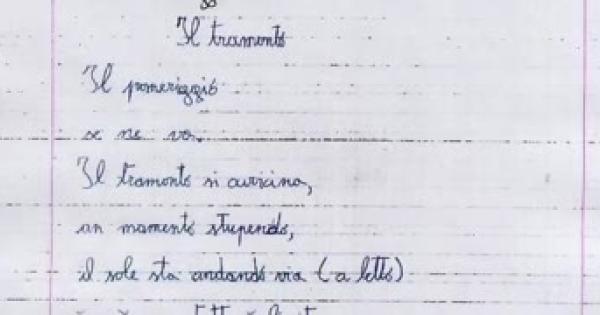 Il tramonto
Il pomeriggio
se ne va.
Il tramonto si avvicina,
un momento stupendo,
il sole sta andando via (a letto)